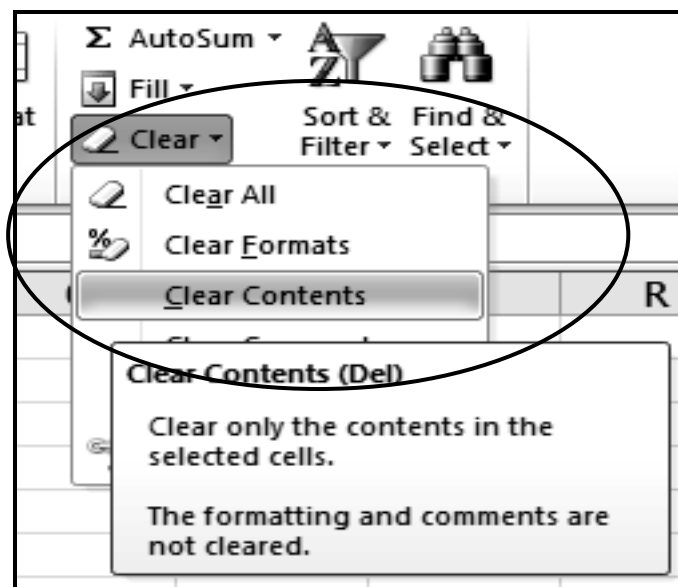 Σ AutoSum
at
Fill
Sort & Filter
Find & Select
Clear
Clear All
% Clear Formats
Clear Contents
R
Clear Contents (Del)
Clear only the contents in the
selected cells.
The formatting and comments are
not cleared.